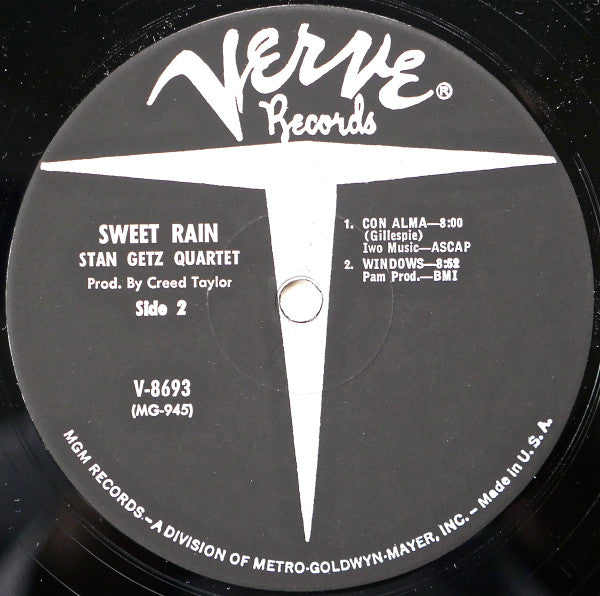 VERVE®
Records
SWEET RAIN
STAN GETZ QUARTET
Prod. By Creed Taylor
Side 2
V-8693
(MG-945)
1. CON ALMA—8:00
(Gillespie)
Iwo Music—ASCAP
2. WINDOWS—8:52
Pam Prod.—BMI
MGM RECORDS.—A DIVISION OF METRO-GOLDWYN-MAYER, INC. – Made in U. S. A.